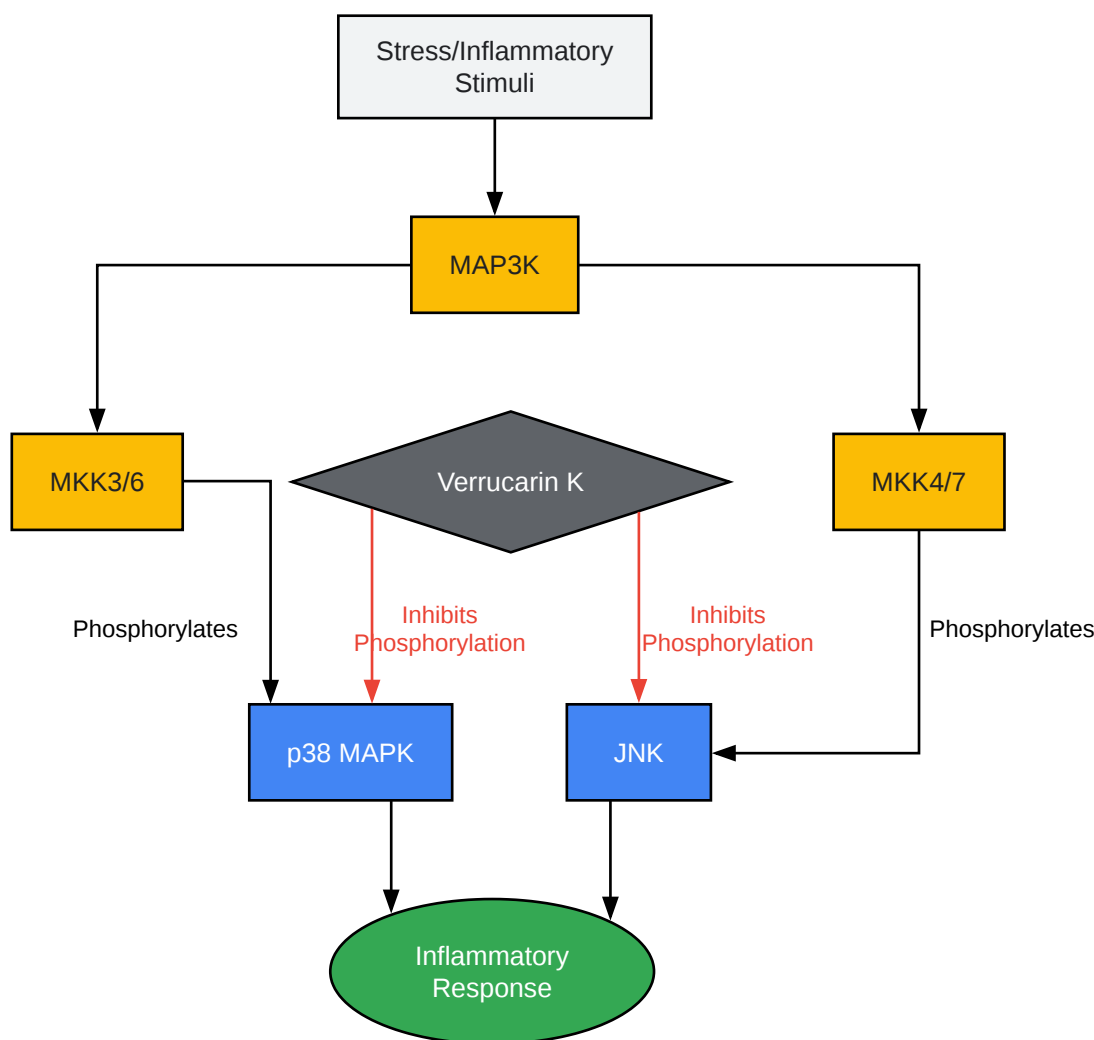 Stress/Inflammatory
Stimuli
MAP3K
MKK3/6
Verrucarin K
MKK4/7
Phosphorylates
Inhibits
Phosphorylation
Inhibits
Phosphorylation
Phosphorylates
p38 MAPK
JNK
Inflammatory
Response